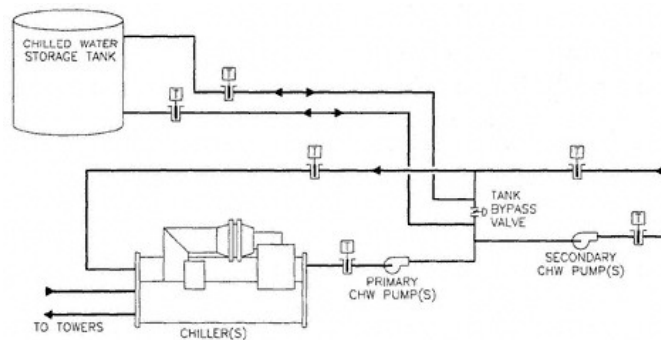 CHILLED WATER
STORAGE TANK
T
T
T
T
TANK
BYPASS
VALVE
T
SECONDARY
CHW PUMP(S)
T
PRIMARY
CHW PUMP(S)
TO TOWERS
CHILLER(S)